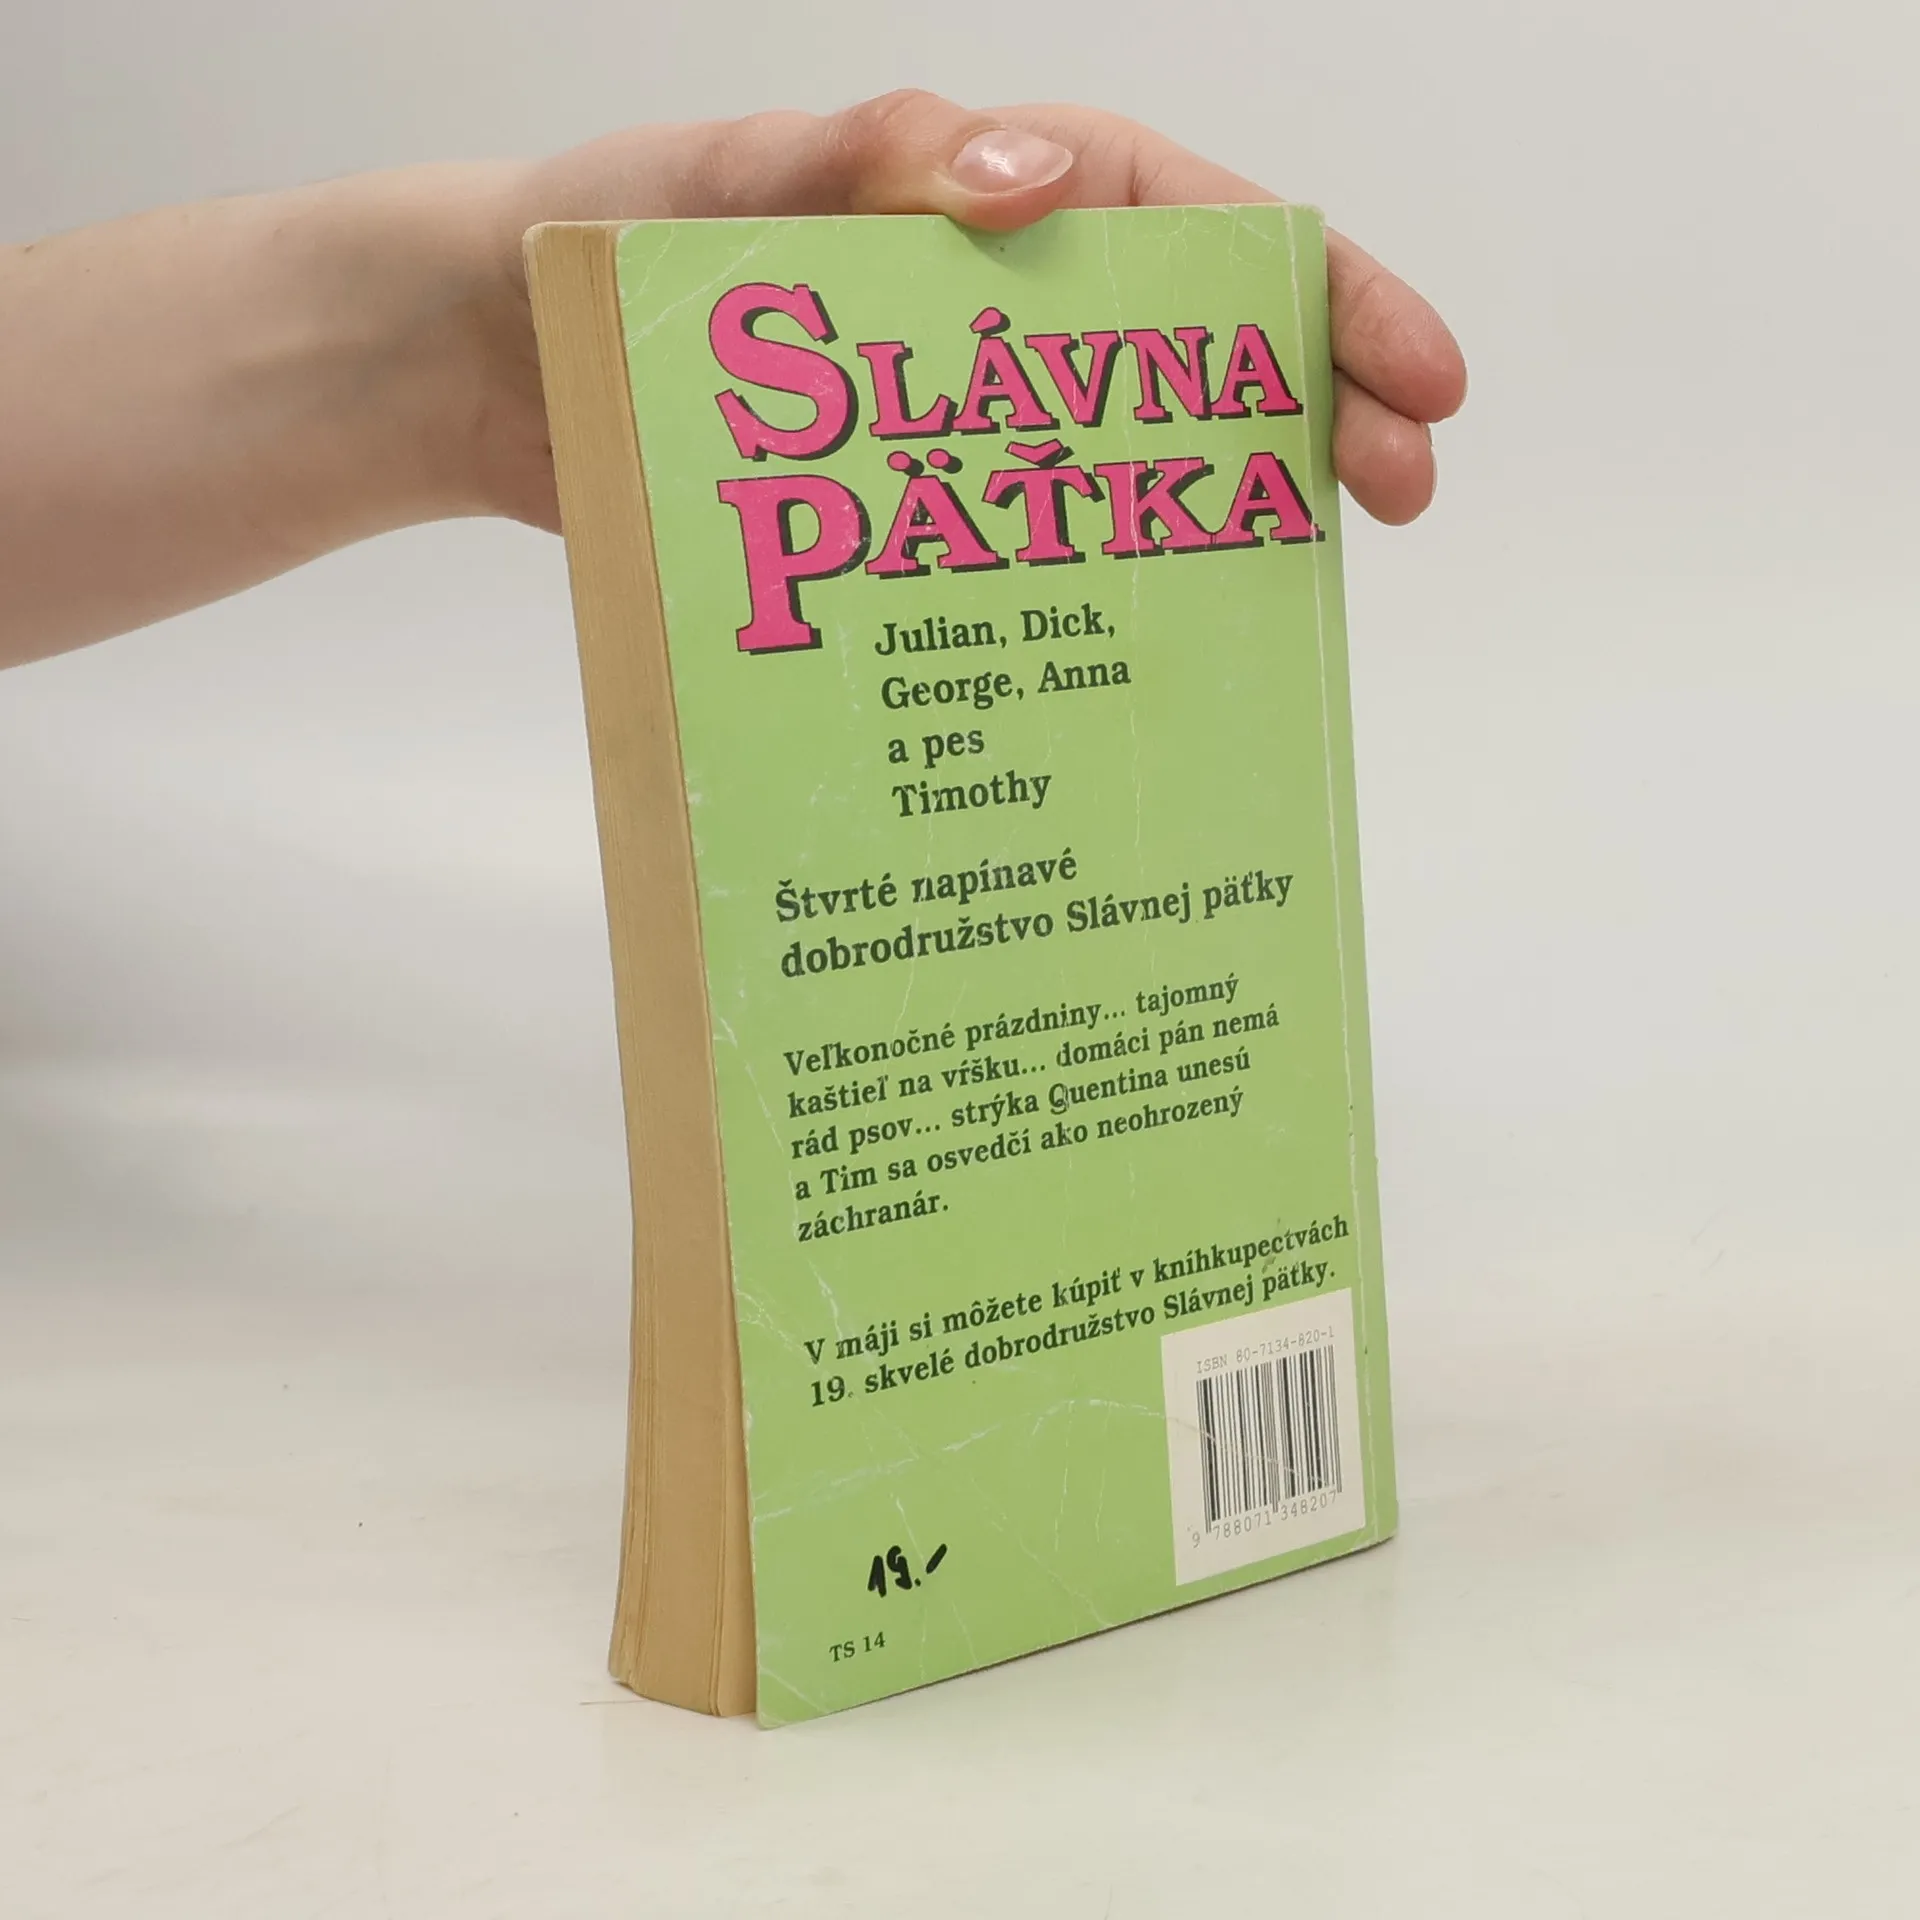 SLÁVNA
PÄŤKA
Julian, Dick,
George, Anna
a pes
Timothy
Štvrté napínavé
dobrodružstvo Slávnej päťky
Veľkonočné prázdniny... tajomný
kaštieľ na vŕšku... domáci pán nemá
rád psov... strýka Quentina unesú
a Tim sa osvedčí ako neohrozený
záchranár.
V máji si môžete kúpiť v kníhkupectvách
19. skvelé dobrodružstvo Slávnej päťky.
ISBN 80-7134-820-1
9 788071 348207
19.-
TS 14